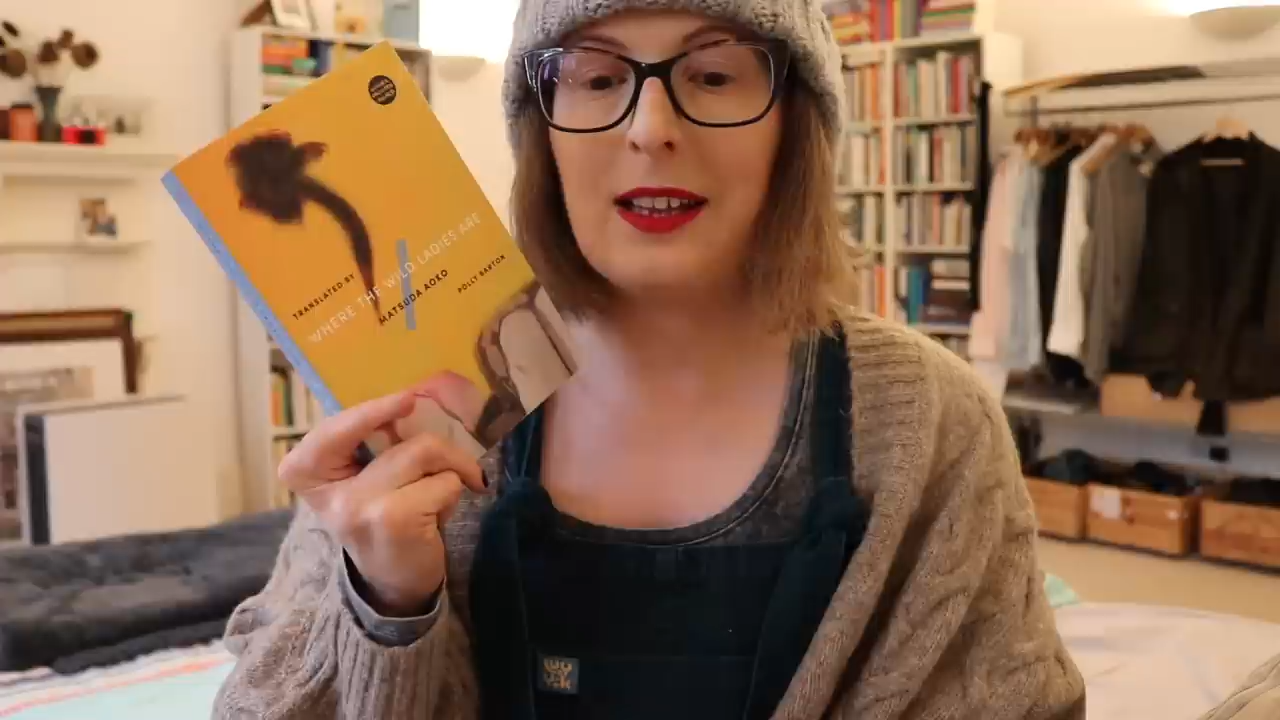 TRANSLATED BY
WHERE THE WILD LADIES ARE
MATSUDA AOKO
POLLY BARTON